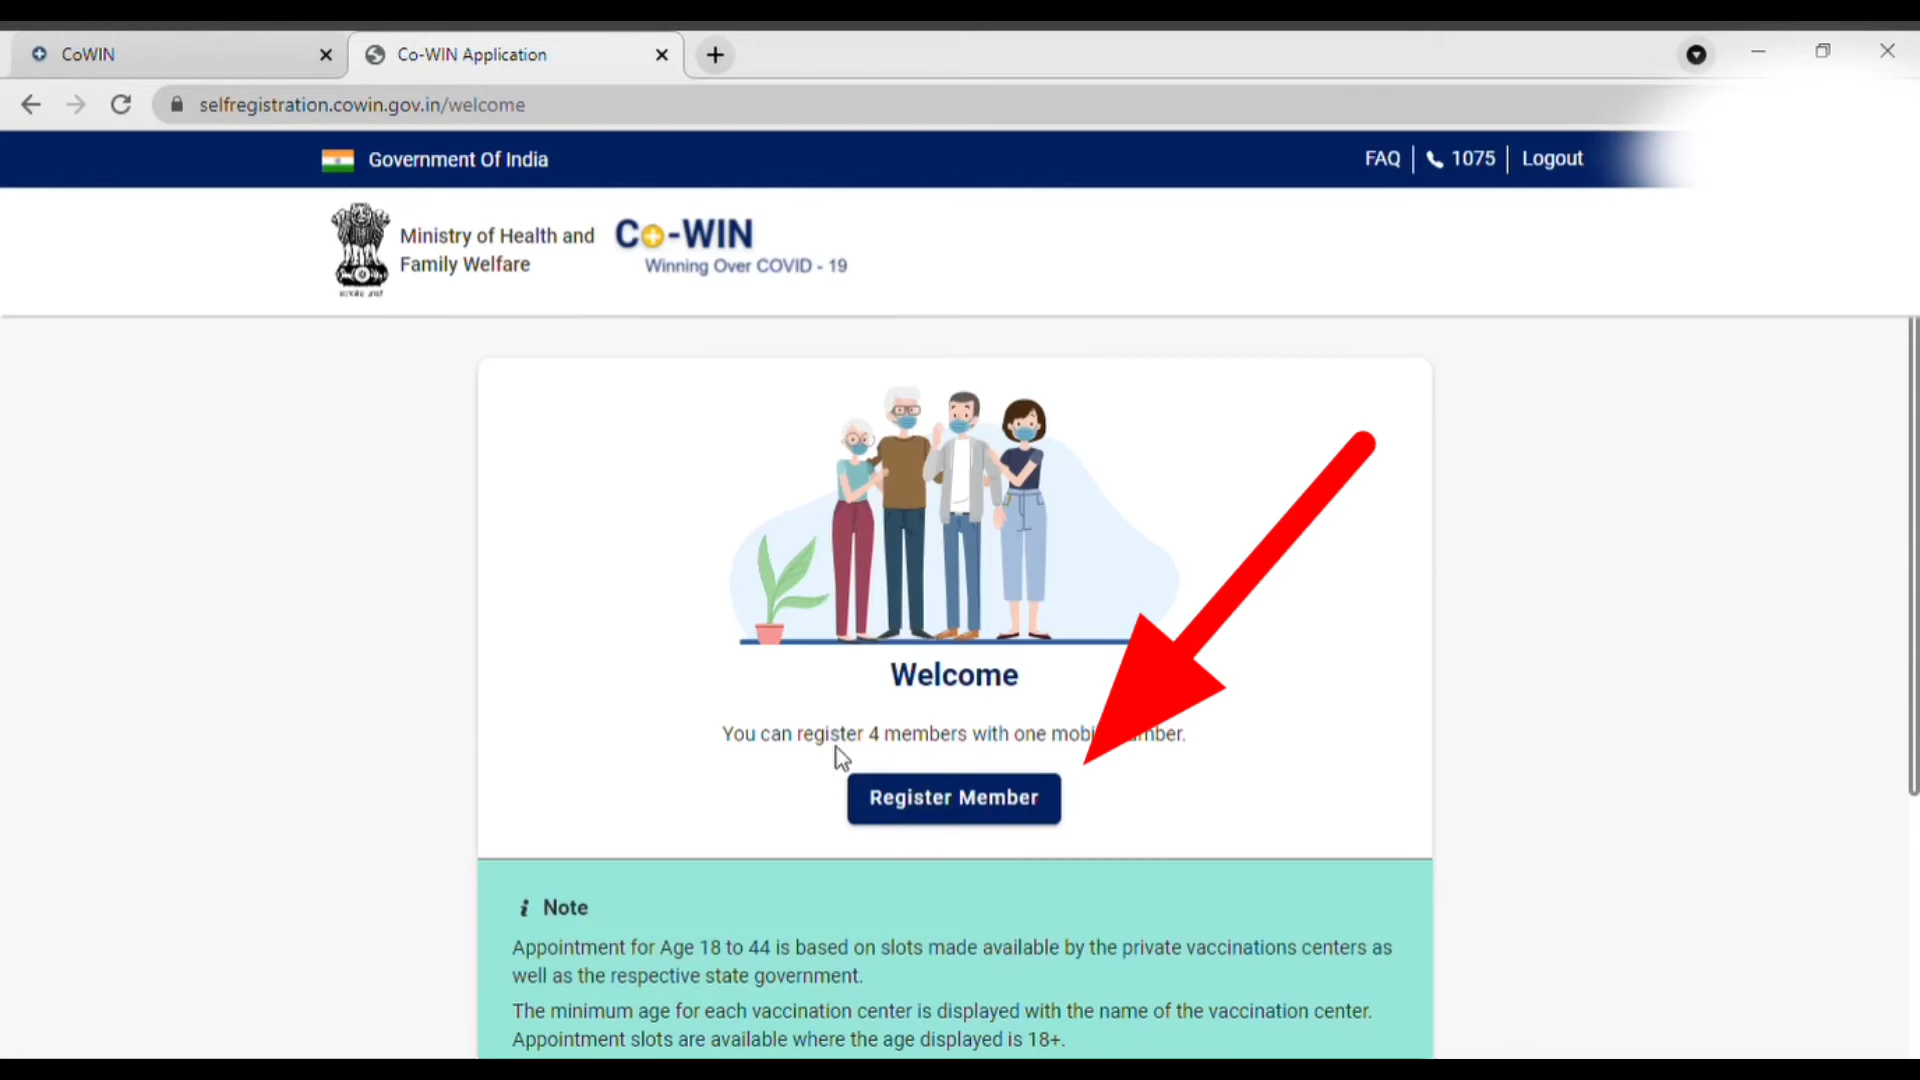 CoWIN
Co-WIN Application
selfregistration.cowin.gov.in/welcome
Government Of India
FAQ
1075
Logout
Ministry of Health and
Family Welfare
Co-WIN
Winning Over COVID - 19
Welcome
You can register 4 members with one
Register Member
i Note
Appointment for Age 18 to 44 is based on slots made available by the private vaccinations centers as
well as the respective state government.
The minimum age for each vaccination center is displayed with the name of the vaccination center.
Appointment slots are available where the age displayed is 18+.